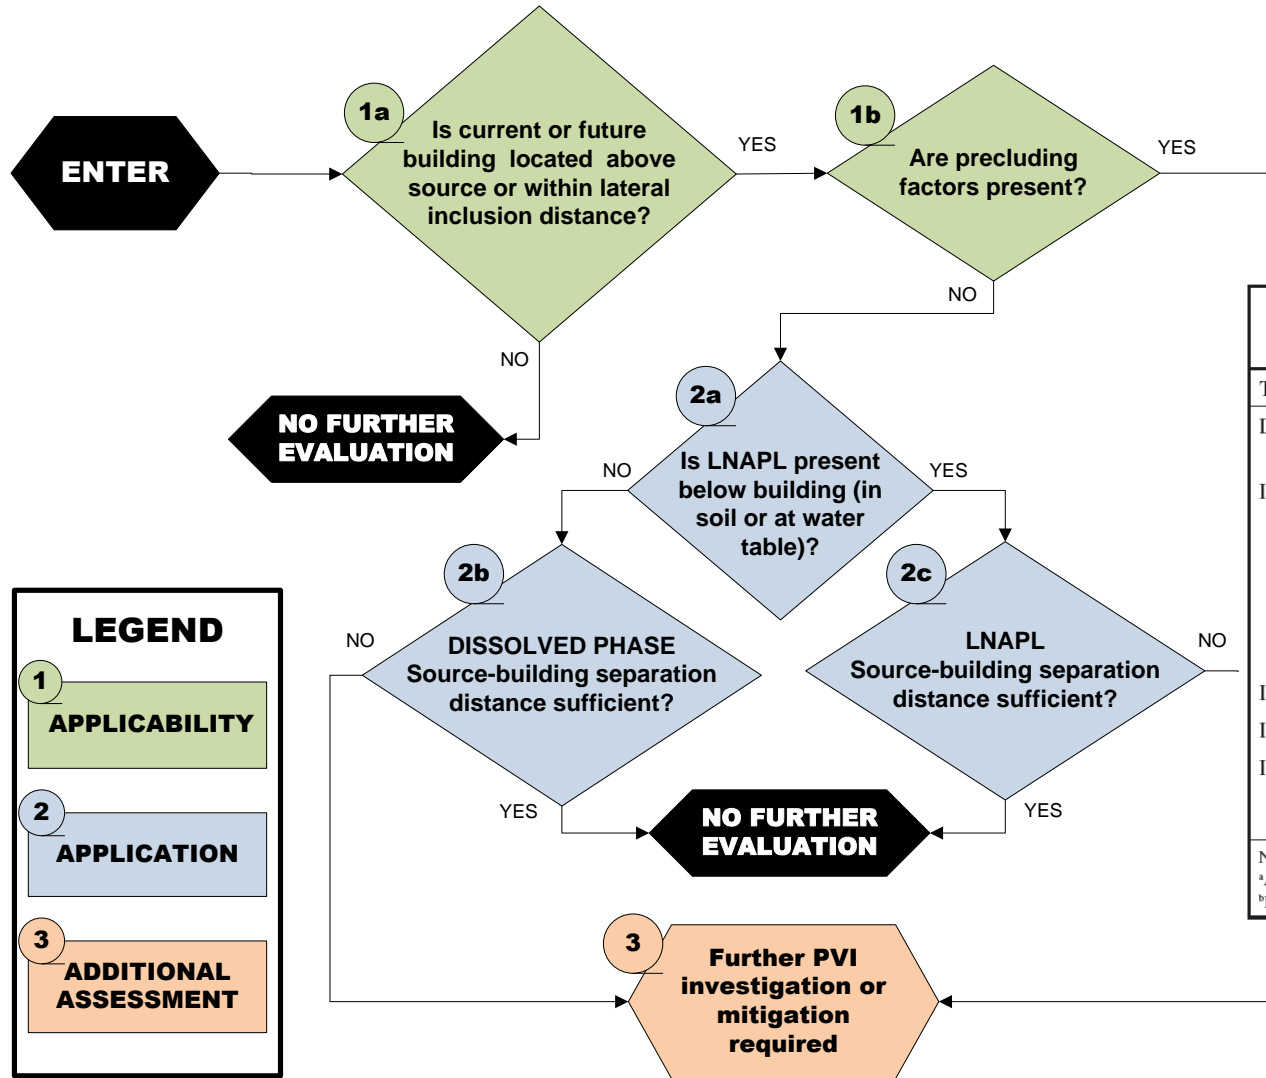 ENTER
1a
Is current or future
building located above
source or within lateral
inclusion distance?
YES
1b
Are precluding
factors present?
YES
NO
NO
NO FURTHER
EVALUATION
2a
Is LNAPL present
below building (in
soil or at water
table)?
NO
YES
2b
DISSOLVED PHASE
Source-building separation
distance sufficient?
NO
YES
2c
LNAPL
Source-building separation
distance sufficient?
NO
YES
NO FURTHER
EVALUATION
3
Further PVI
investigation or
mitigation
required
LEGEND
1
APPLICABILITY
2
APPLICATION
3
ADDITIONAL
ASSESSMENT